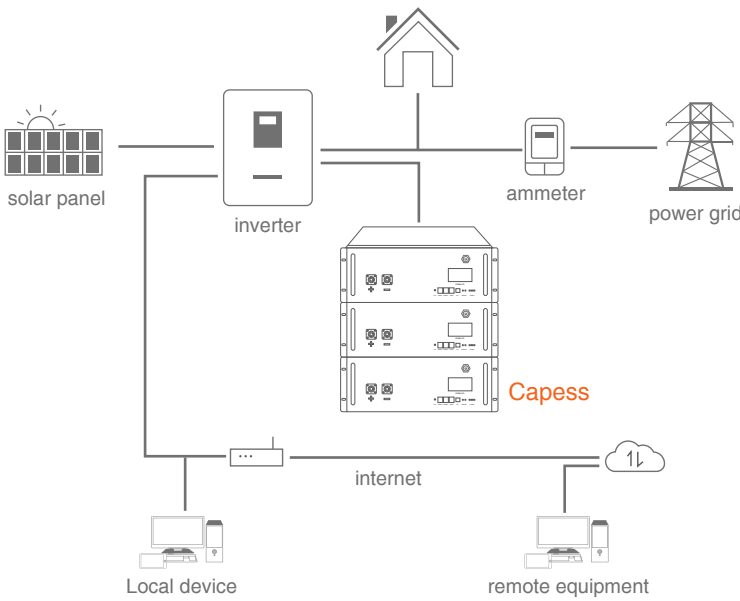 solar panel
inverter
ammeter
power grid
Capess
internet
Local device
remote equipment